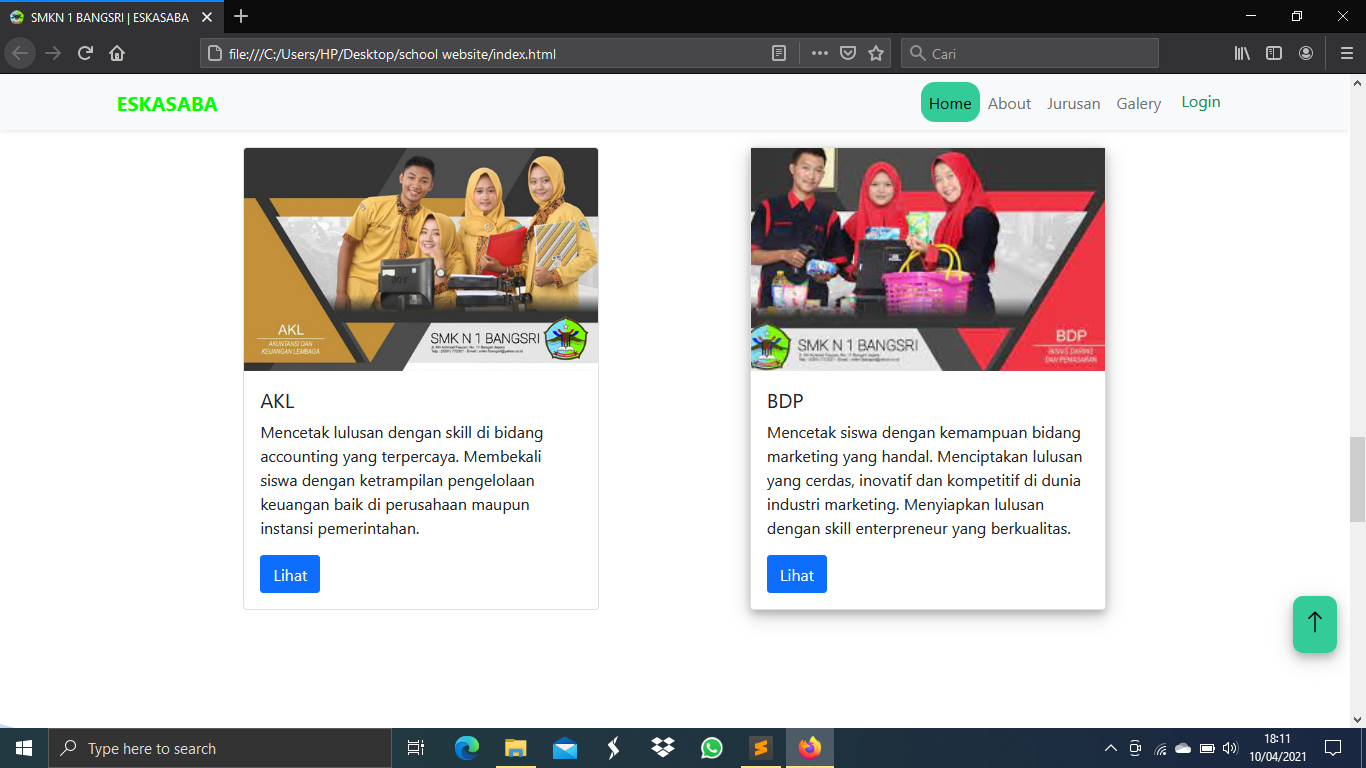 SMKN 1 BANGSRI | ESKASABA
file:///C:/Users/HP/Desktop/school website/index.html
Cari
ESKASABA
Home
About
Jurusan
Galery
Login
AKL
AKUNTANSI DAN
KEUANGAN LEMBAGA
SMK N 1 BANGSRI
SMK N 1 BANGSRI
BDP
BISNIS DARING
DAN PEMASARAN
AKL
Mencetak lulusan dengan skill di bidang
accounting yang terpercaya. Membekali
siswa dengan ketrampilan pengelolaan
keuangan baik di perusahaan maupun
instansi pemerintahan.
Lihat
BDP
Mencetak siswa dengan kemampuan bidang
marketing yang handal. Menciptakan lulusan
yang cerdas, inovatif dan kompetitif di dunia
industri marketing. Menyiapkan lulusan
dengan skill enterpreneur yang berkualitas.
Lihat
Type here to search
18:11
10/04/2021